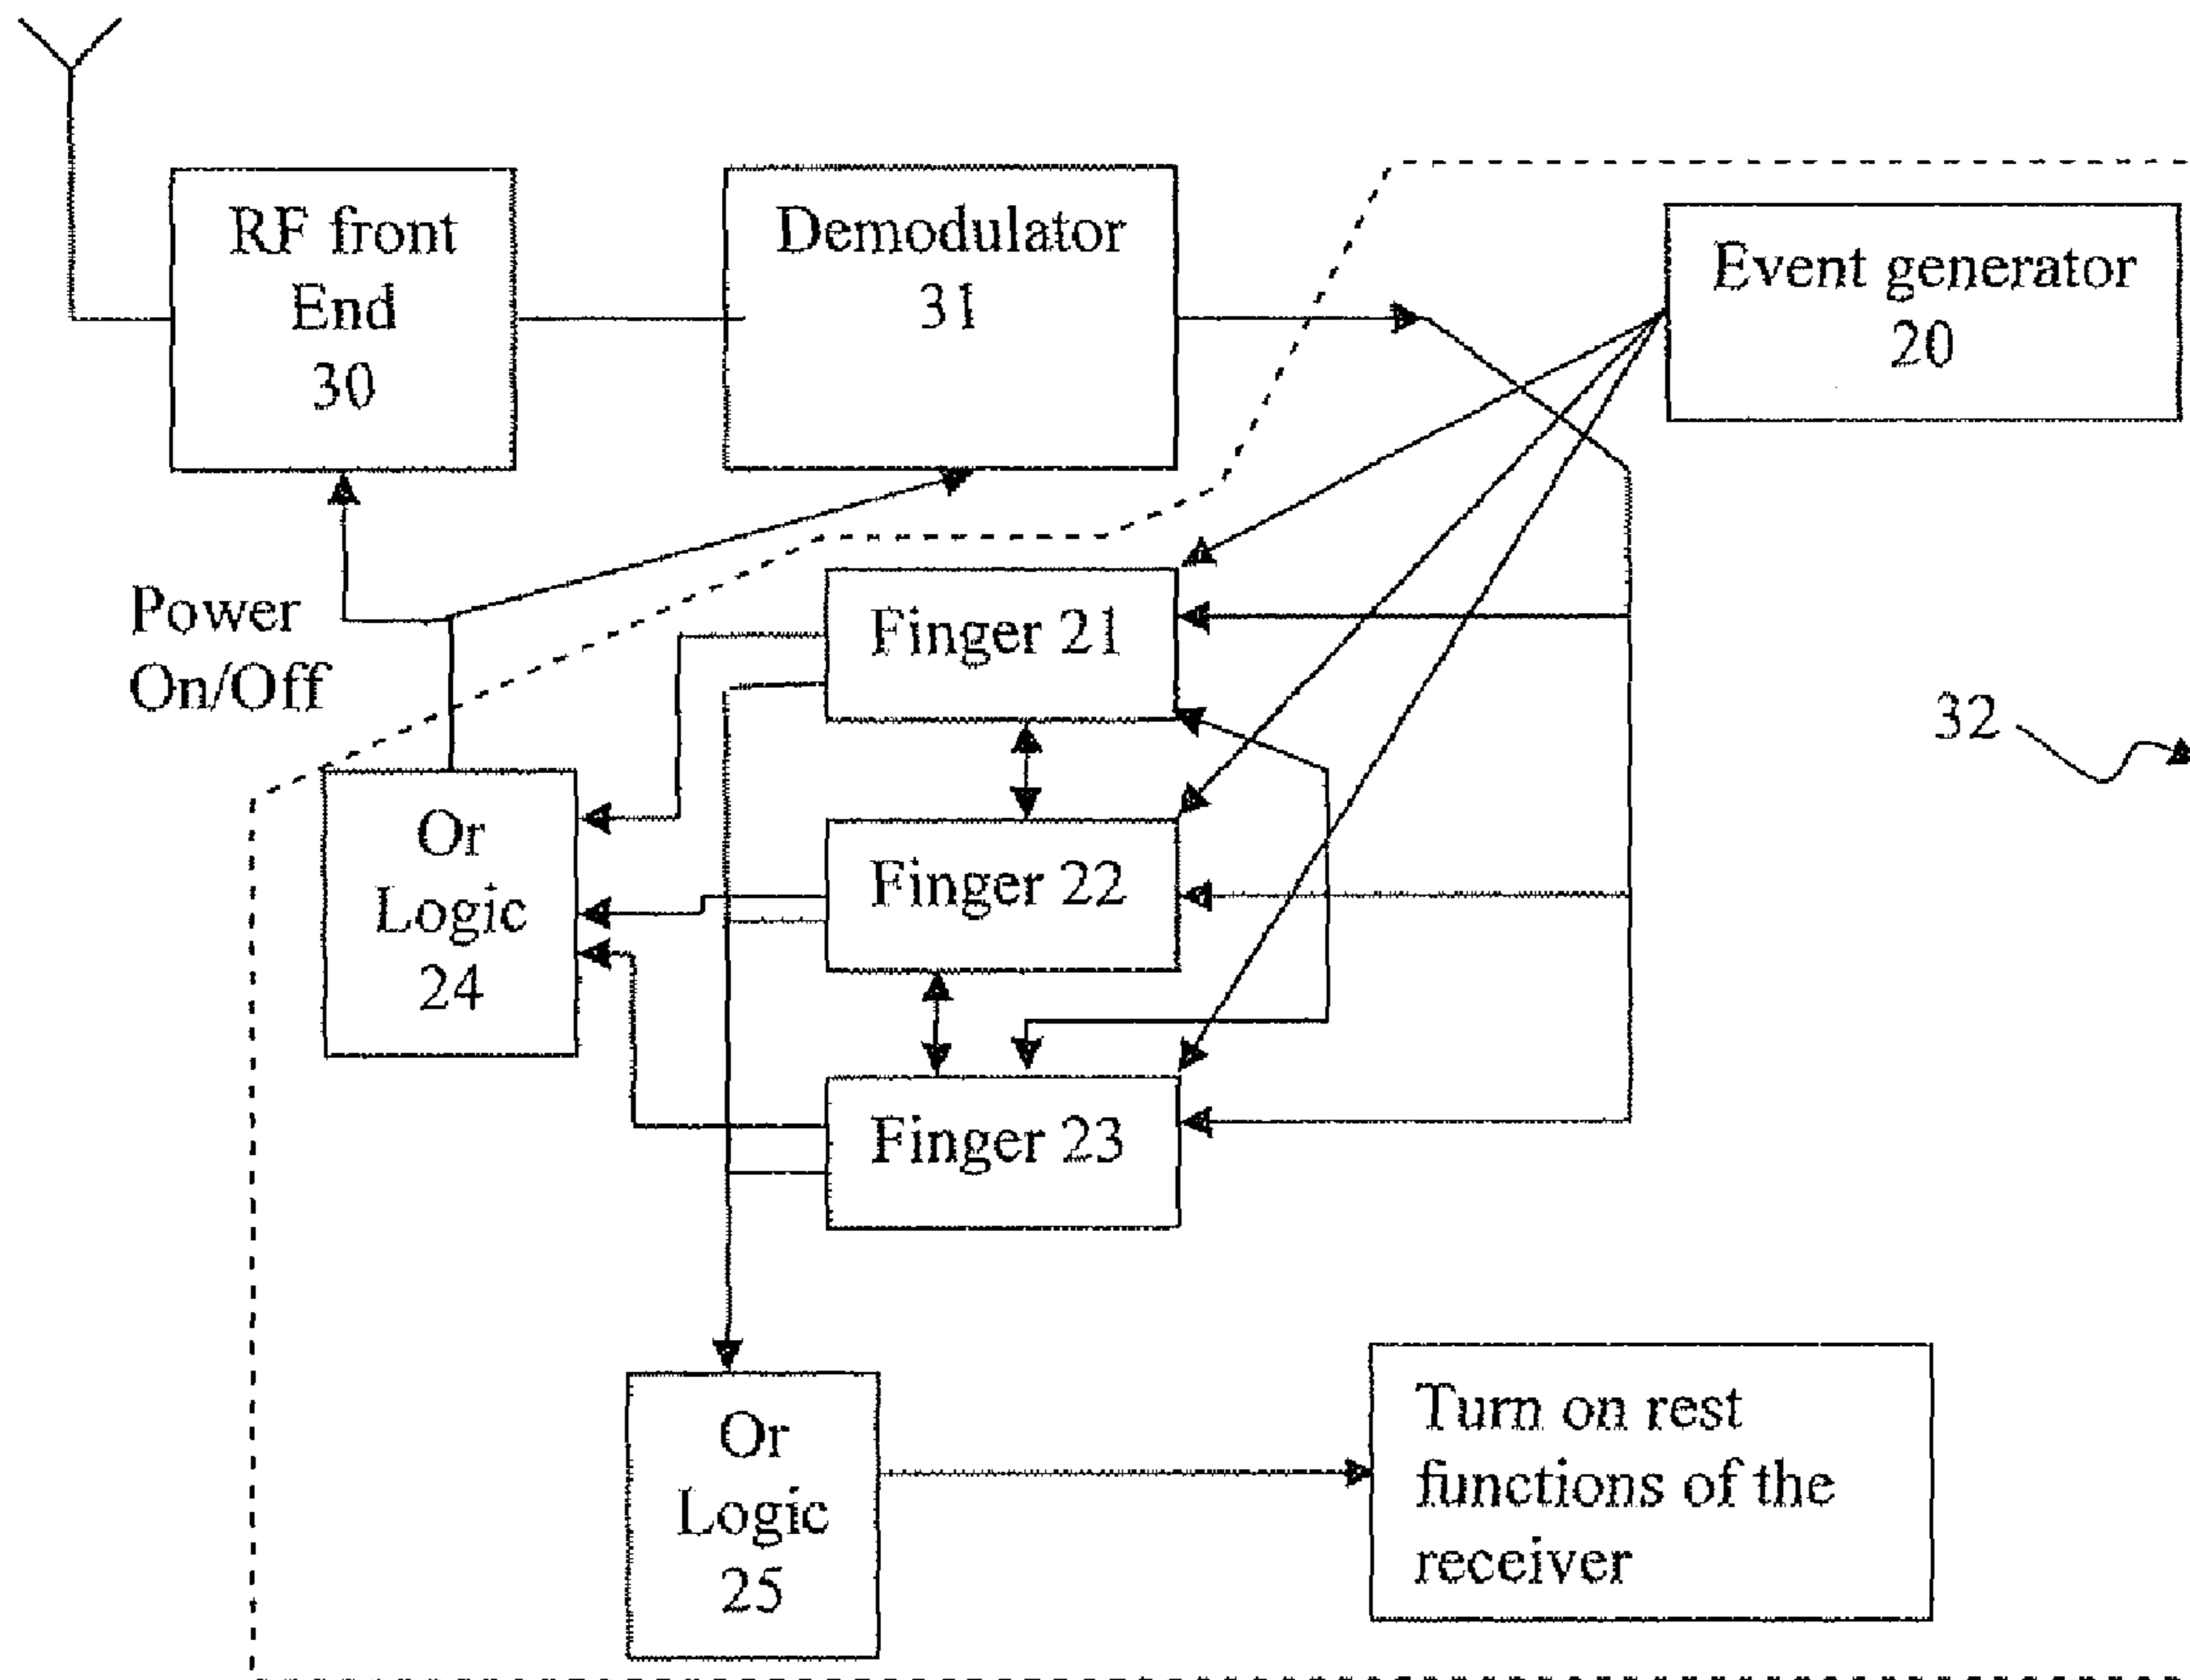 RF front
End
30
Demodulator
31
Event generator
20
Power
On/Off
Finger 21
32
Or
Logic
24
Finger 22
Finger 23
Or
Logic
25
Turn on rest
functions of the
receiver